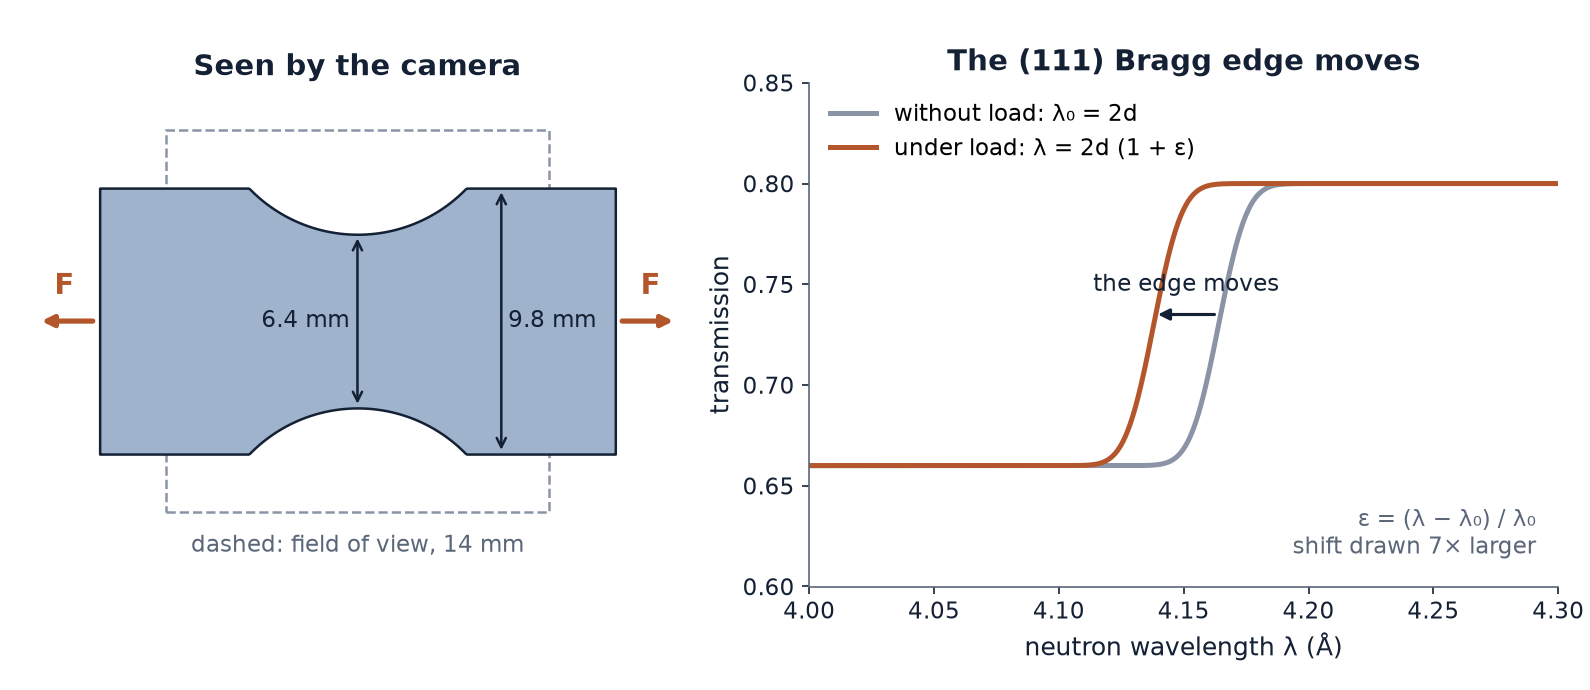 Seen by the camera
F
F
6.4 mm
9.8 mm
dashed: field of view, 14 mm
The (111) Bragg edge moves
without load: λ₀ = 2d
under load: λ = 2d (1 + ε)
the edge moves
ε = (λ − λ₀) / λ₀
shift drawn 7× larger
transmission
0.85
0.80
0.75
0.70
0.65
0.60
4.00
4.05
4.10
4.15
4.20
4.25
4.30
neutron wavelength λ (Å)